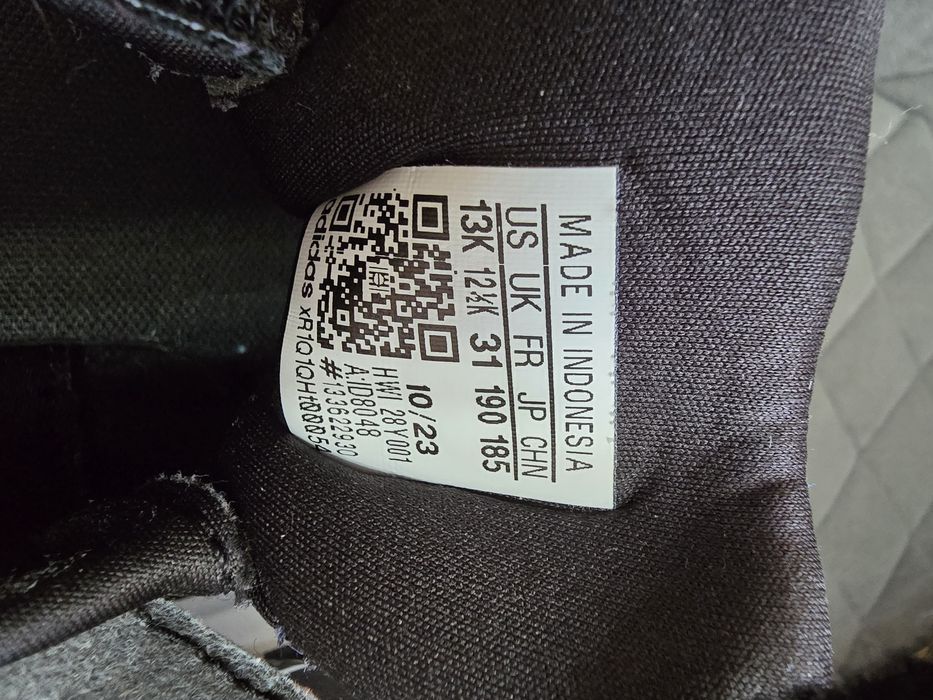 MADE IN INDONESIA
US UK FR JP CHN
13K 12½K 31 190 185
10/23
HWI 28Y001
A:ID8048
#133622930
adidas